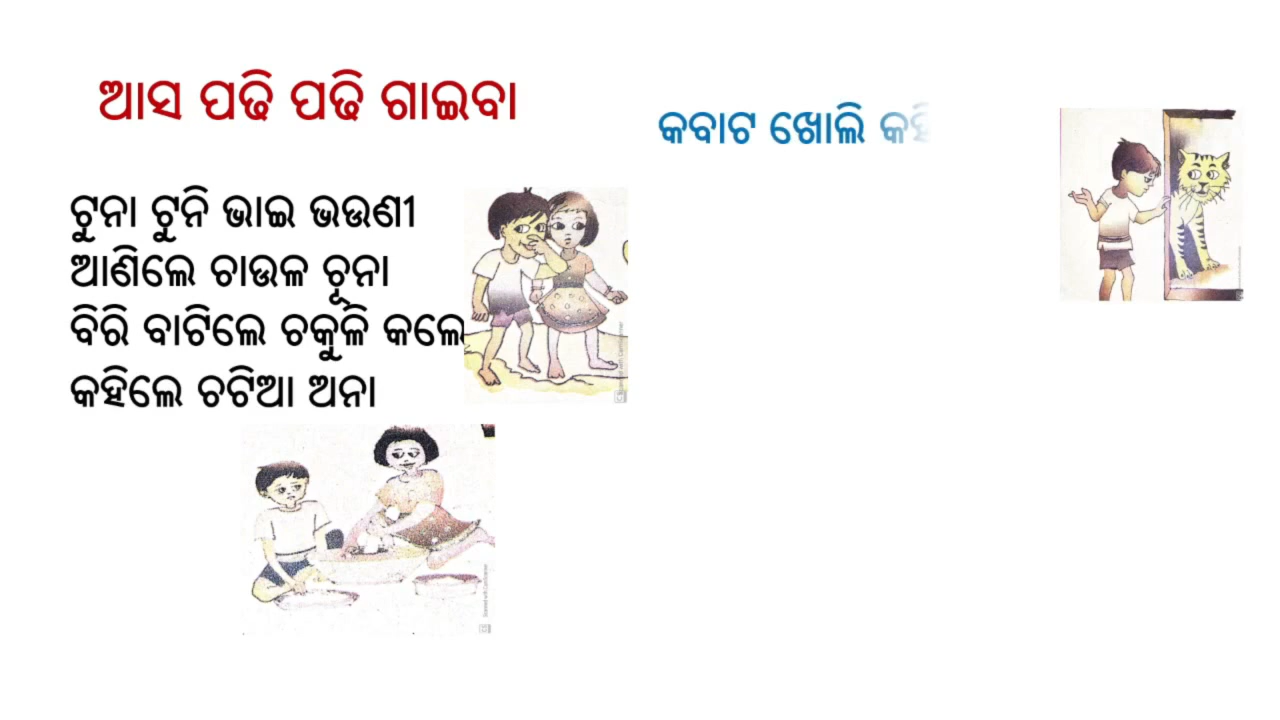 ଆସ ପଢି ପଢି ଗାଇବା
ଟୁନା ଟୁନି ଭାଇ ଭଉଣୀ
ଆଣିଲେ ଚାଉଳ ଚୂନା
ବିରି ବାଟିଲେ ଚକୁଳି କଲେ
କହିଲେ ଚଟିଆ ଅନା
କବାଟ ଖୋଲି